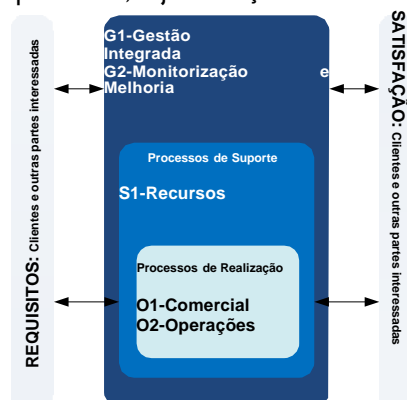 REQUISITOS: Clientes e outras partes interessadas
G1-Gestão
Integrada
G2-Monitorização e
Melhoria
Processos de Suporte
S1-Recursos
Processos de Realização
O1-Comercial
O2-Operações
SATISFAÇÃO: Clientes e outras partes interessadas